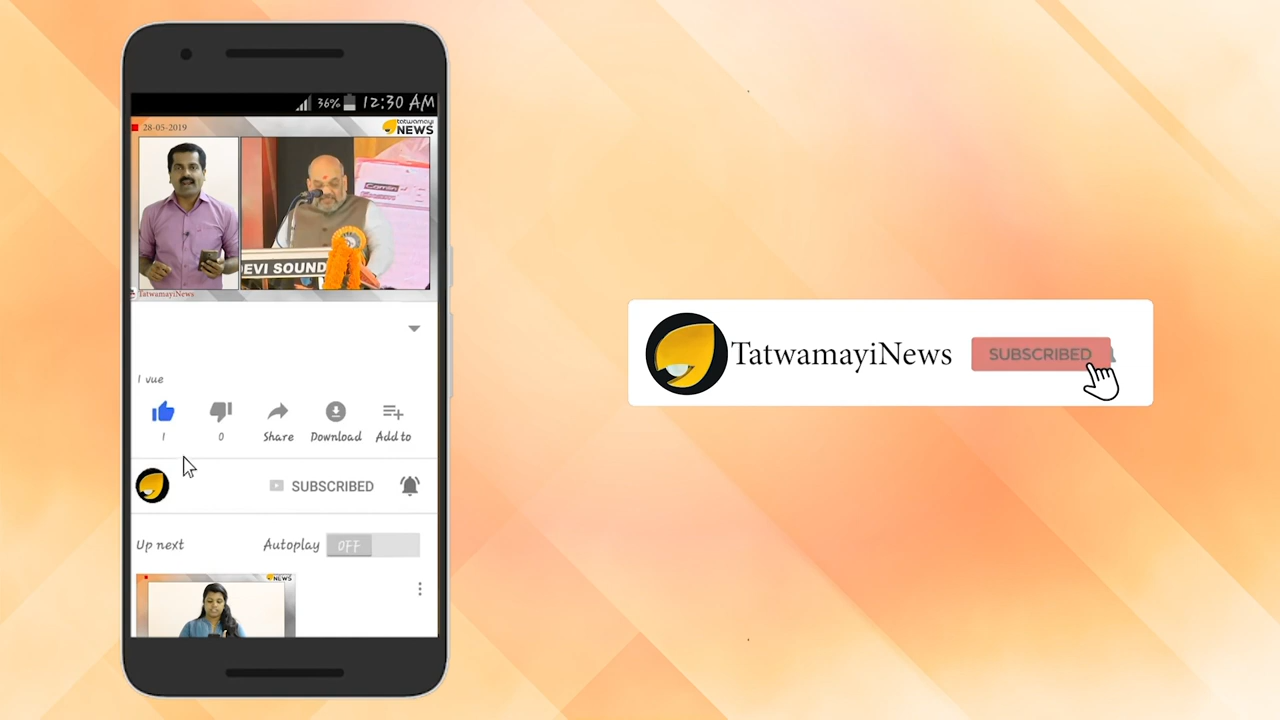 36% 12:30 AM
28-05-2019
tatwamayi
NEWS
DEVI SOUND
TatwamayiNews
1 vue
1
0
Share
Download
Add to
SUBSCRIBED
Up next
Autoplay
OFF
NEWS
TatwamayiNews
SUBSCRIBED